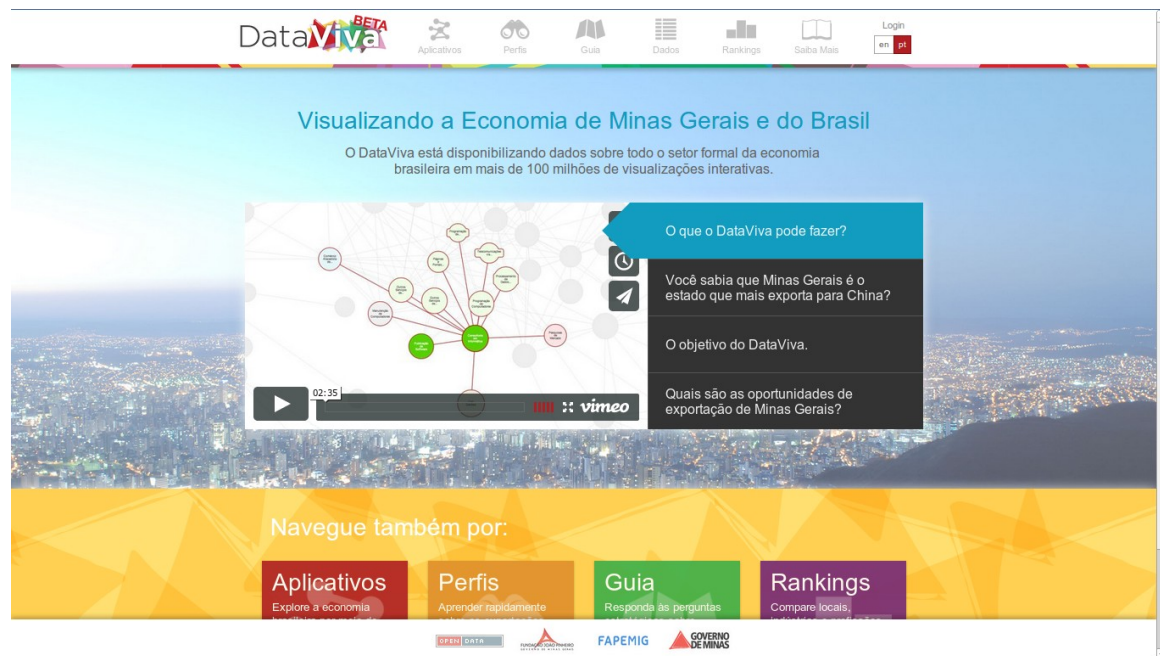 DataViva
BETA
Aplicativos
Perfis
Guia
Dados
Rankings
Saiba Mais
Login
en pt
Visualizando a Economia de Minas Gerais e do Brasil
O DataViva está disponibilizando dados sobre todo o setor formal da economia
brasileira em mais de 100 milhões de visualizações interativas.
O que o DataViva pode fazer?
Você sabia que Minas Gerais é o
estado que mais exporta para China?
O objetivo do DataViva.
Quais são as oportunidades de
exportação de Minas Gerais?
02:35
vimeo
Navegue também por:
Aplicativos
Explore a economia
Perfis
Aprender rapidamente
Guia
Responda às perguntas
Rankings
Compare locais,
OPEN DATA
FUNDAÇÃO JOÃO PINHEIRO
FAPEMIG
GOVERNO
DE MINAS